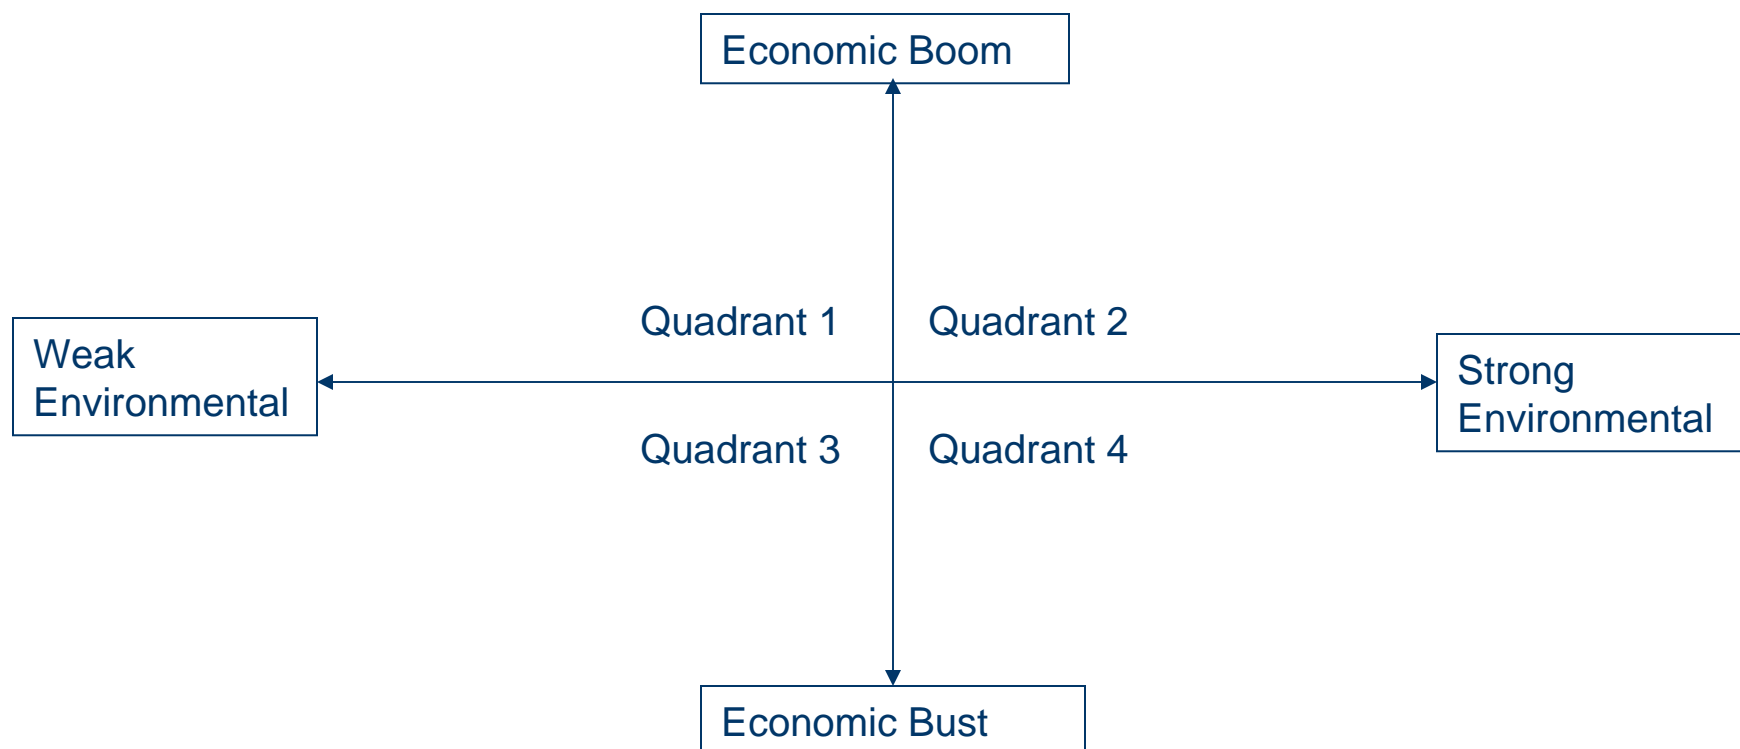 Economic Boom
Quadrant 1
Quadrant 2
Weak
Environmental
Strong
Environmental
Quadrant 3
Quadrant 4
Economic Bust